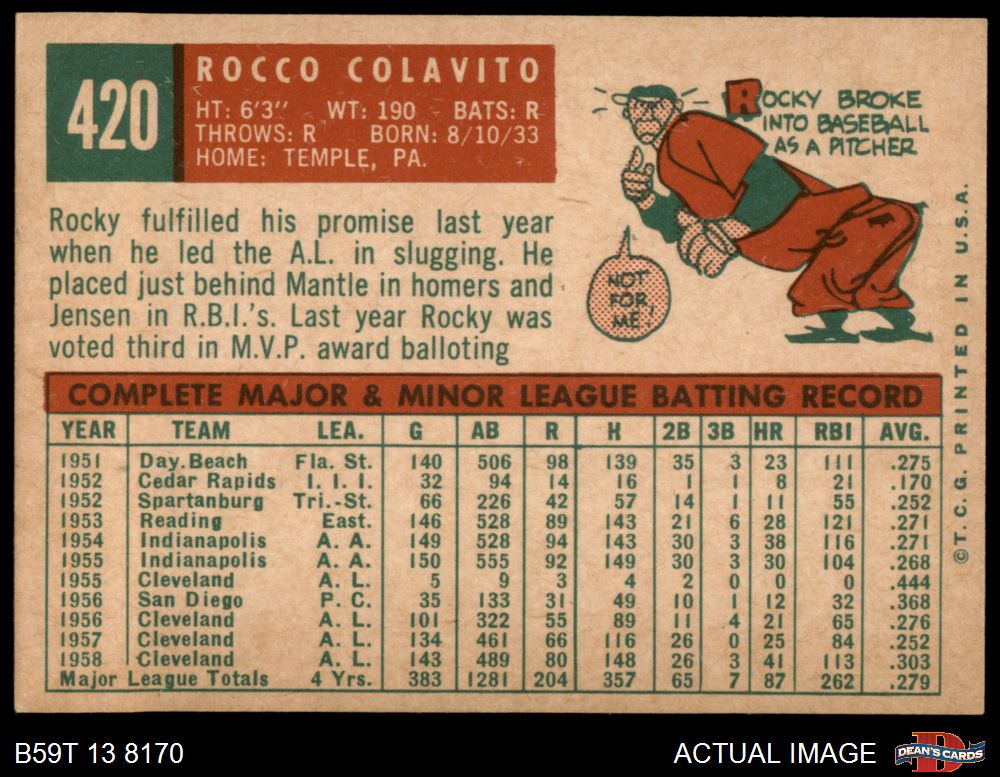 420
ROCCO COLAVITO
HT: 6'3" WT: 190 BATS: R
THROWS: R BORN: 8/10/33
HOME: TEMPLE, PA.
ROCKY BROKE
INTO BASEBALL
AS A PITCHER
NOT
FOR
ME
Rocky fulfilled his promise last year
when he led the A.L. in slugging. He
placed just behind Mantle in homers and
Jensen in R.B.I.'s. Last year Rocky was
voted third in M.V.P. award balloting
COMPLETE MAJOR & MINOR LEAGUE BATTING RECORD
YEAR TEAM LEA. G AB R H 2B 3B HR RBI AVG.
1951 Day. Beach Fla. St. 140 506 98 139 35 3 23 111 .275
1952 Cedar Rapids I. I. I. 32 94 14 16 1 1 8 21 .170
1952 Spartanburg Tri.-St. 66 226 42 57 14 1 11 55 .252
1953 Reading East. 146 528 89 143 21 6 28 121 .271
1954 Indianapolis A. A. 149 528 94 143 30 3 38 116 .271
1955 Indianapolis A. A. 150 555 92 149 30 3 30 104 .268
1955 Cleveland A. L. 5 9 3 4 2 0 0 0 .444
1956 San Diego P. C. 35 133 31 49 10 1 12 32 .368
1956 Cleveland A. L. 101 322 55 89 11 4 21 65 .276
1957 Cleveland A. L. 134 461 66 116 26 0 25 84 .252
1958 Cleveland A. L. 143 489 80 148 26 3 41 113 .303
Major League Totals 4 Yrs. 383 1281 204 357 65 7 87 262 .279
©T. C. G. PRINTED IN U.S.A.
B59T 13 8170
ACTUAL IMAGE
D
DEAN'S CARDS